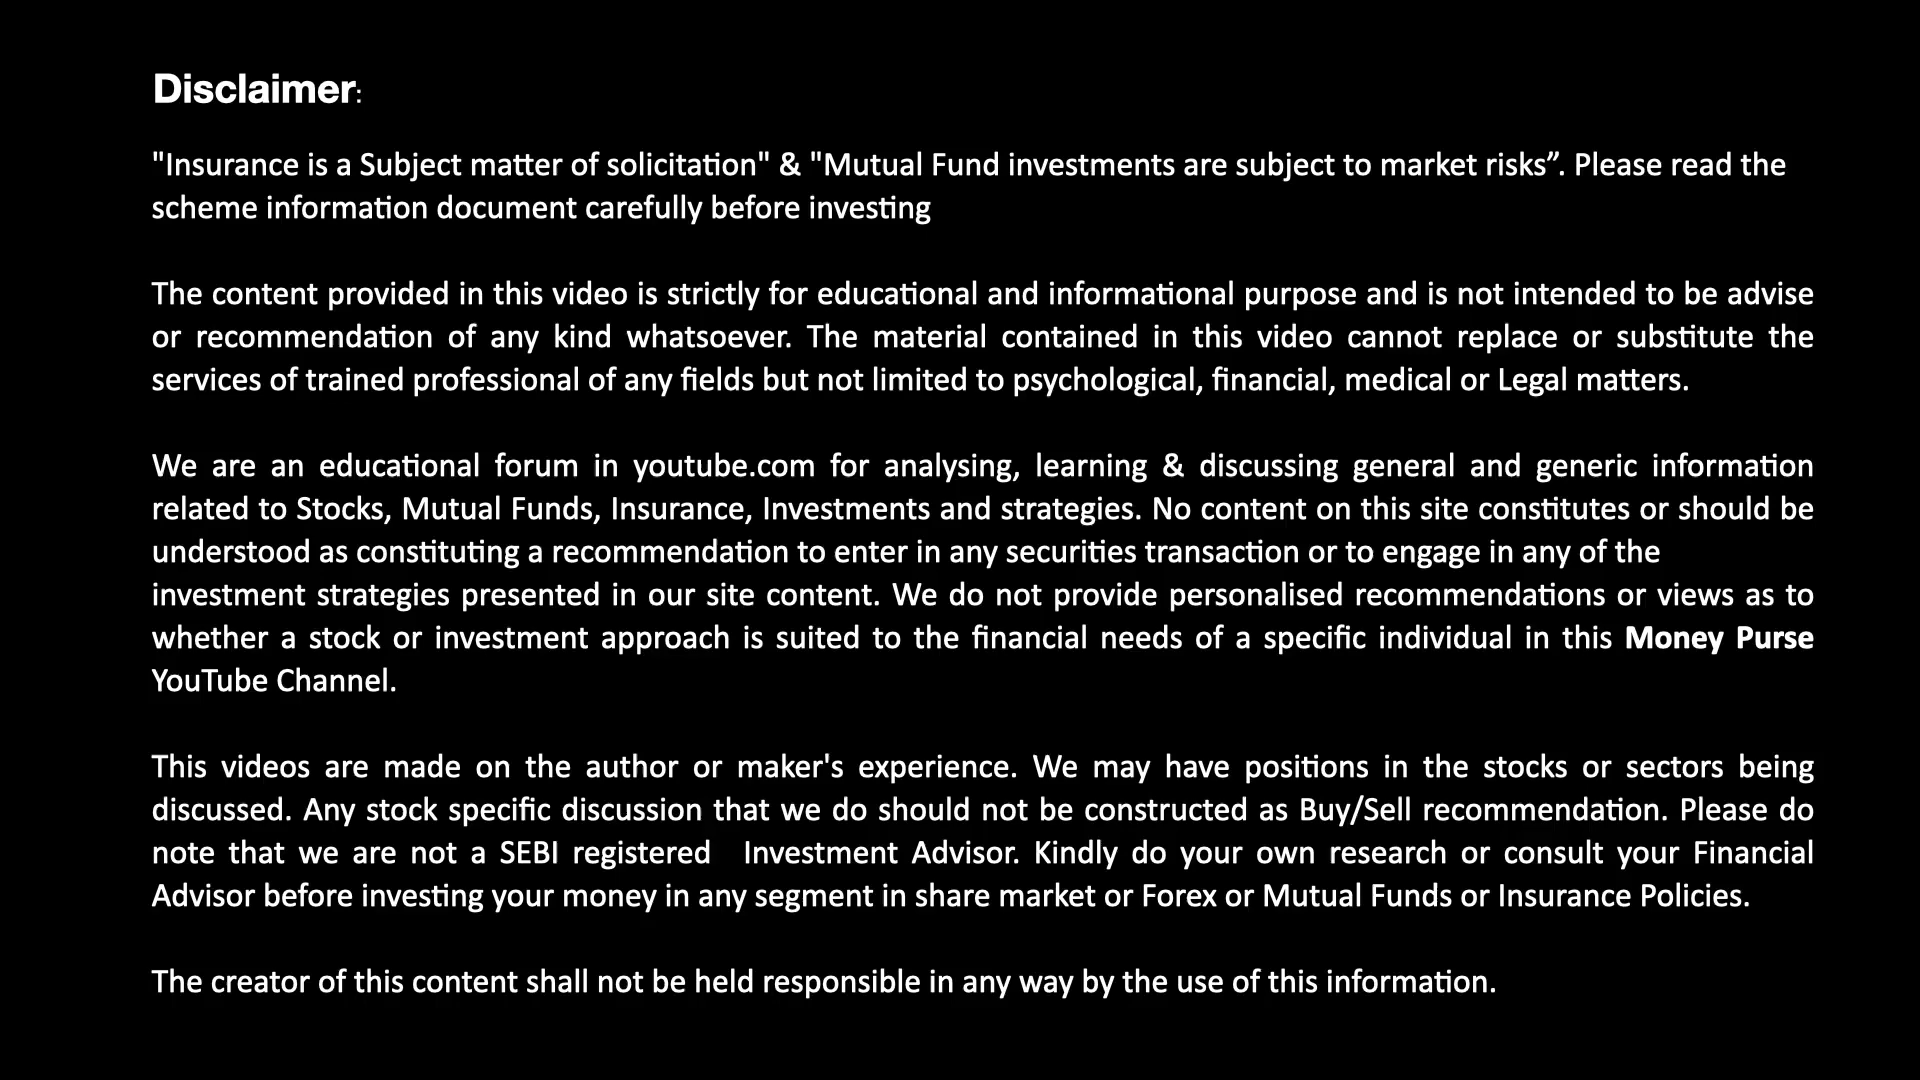 Disclaimer:
"Insurance is a Subject matter of solicitation" & "Mutual Fund investments are subject to market risks”. Please read the
scheme information document carefully before investing
The content provided in this video is strictly for educational and informational purpose and is not intended to be advise
or recommendation of any kind whatsoever. The material contained in this video cannot replace or substitute the
services of trained professional of any fields but not limited to psychological, financial, medical or Legal matters.
We are an educational forum in youtube.com for analysing, learning & discussing general and generic information
related to Stocks, Mutual Funds, Insurance, Investments and strategies. No content on this site constitutes or should be
understood as constituting a recommendation to enter in any securities transaction or to engage in any of the
investment strategies presented in our site content. We do not provide personalised recommendations or views as to
whether a stock or investment approach is suited to the financial needs of a specific individual in this Money Purse
YouTube Channel.
This videos are made on the author or maker's experience. We may have positions in the stocks or sectors being
discussed. Any stock specific discussion that we do should not be constructed as Buy/Sell recommendation. Please do
note that we are not a SEBI registered Investment Advisor. Kindly do your own research or consult your Financial
Advisor before investing your money in any segment in share market or Forex or Mutual Funds or Insurance Policies.
The creator of this content shall not be held responsible in any way by the use of this information.